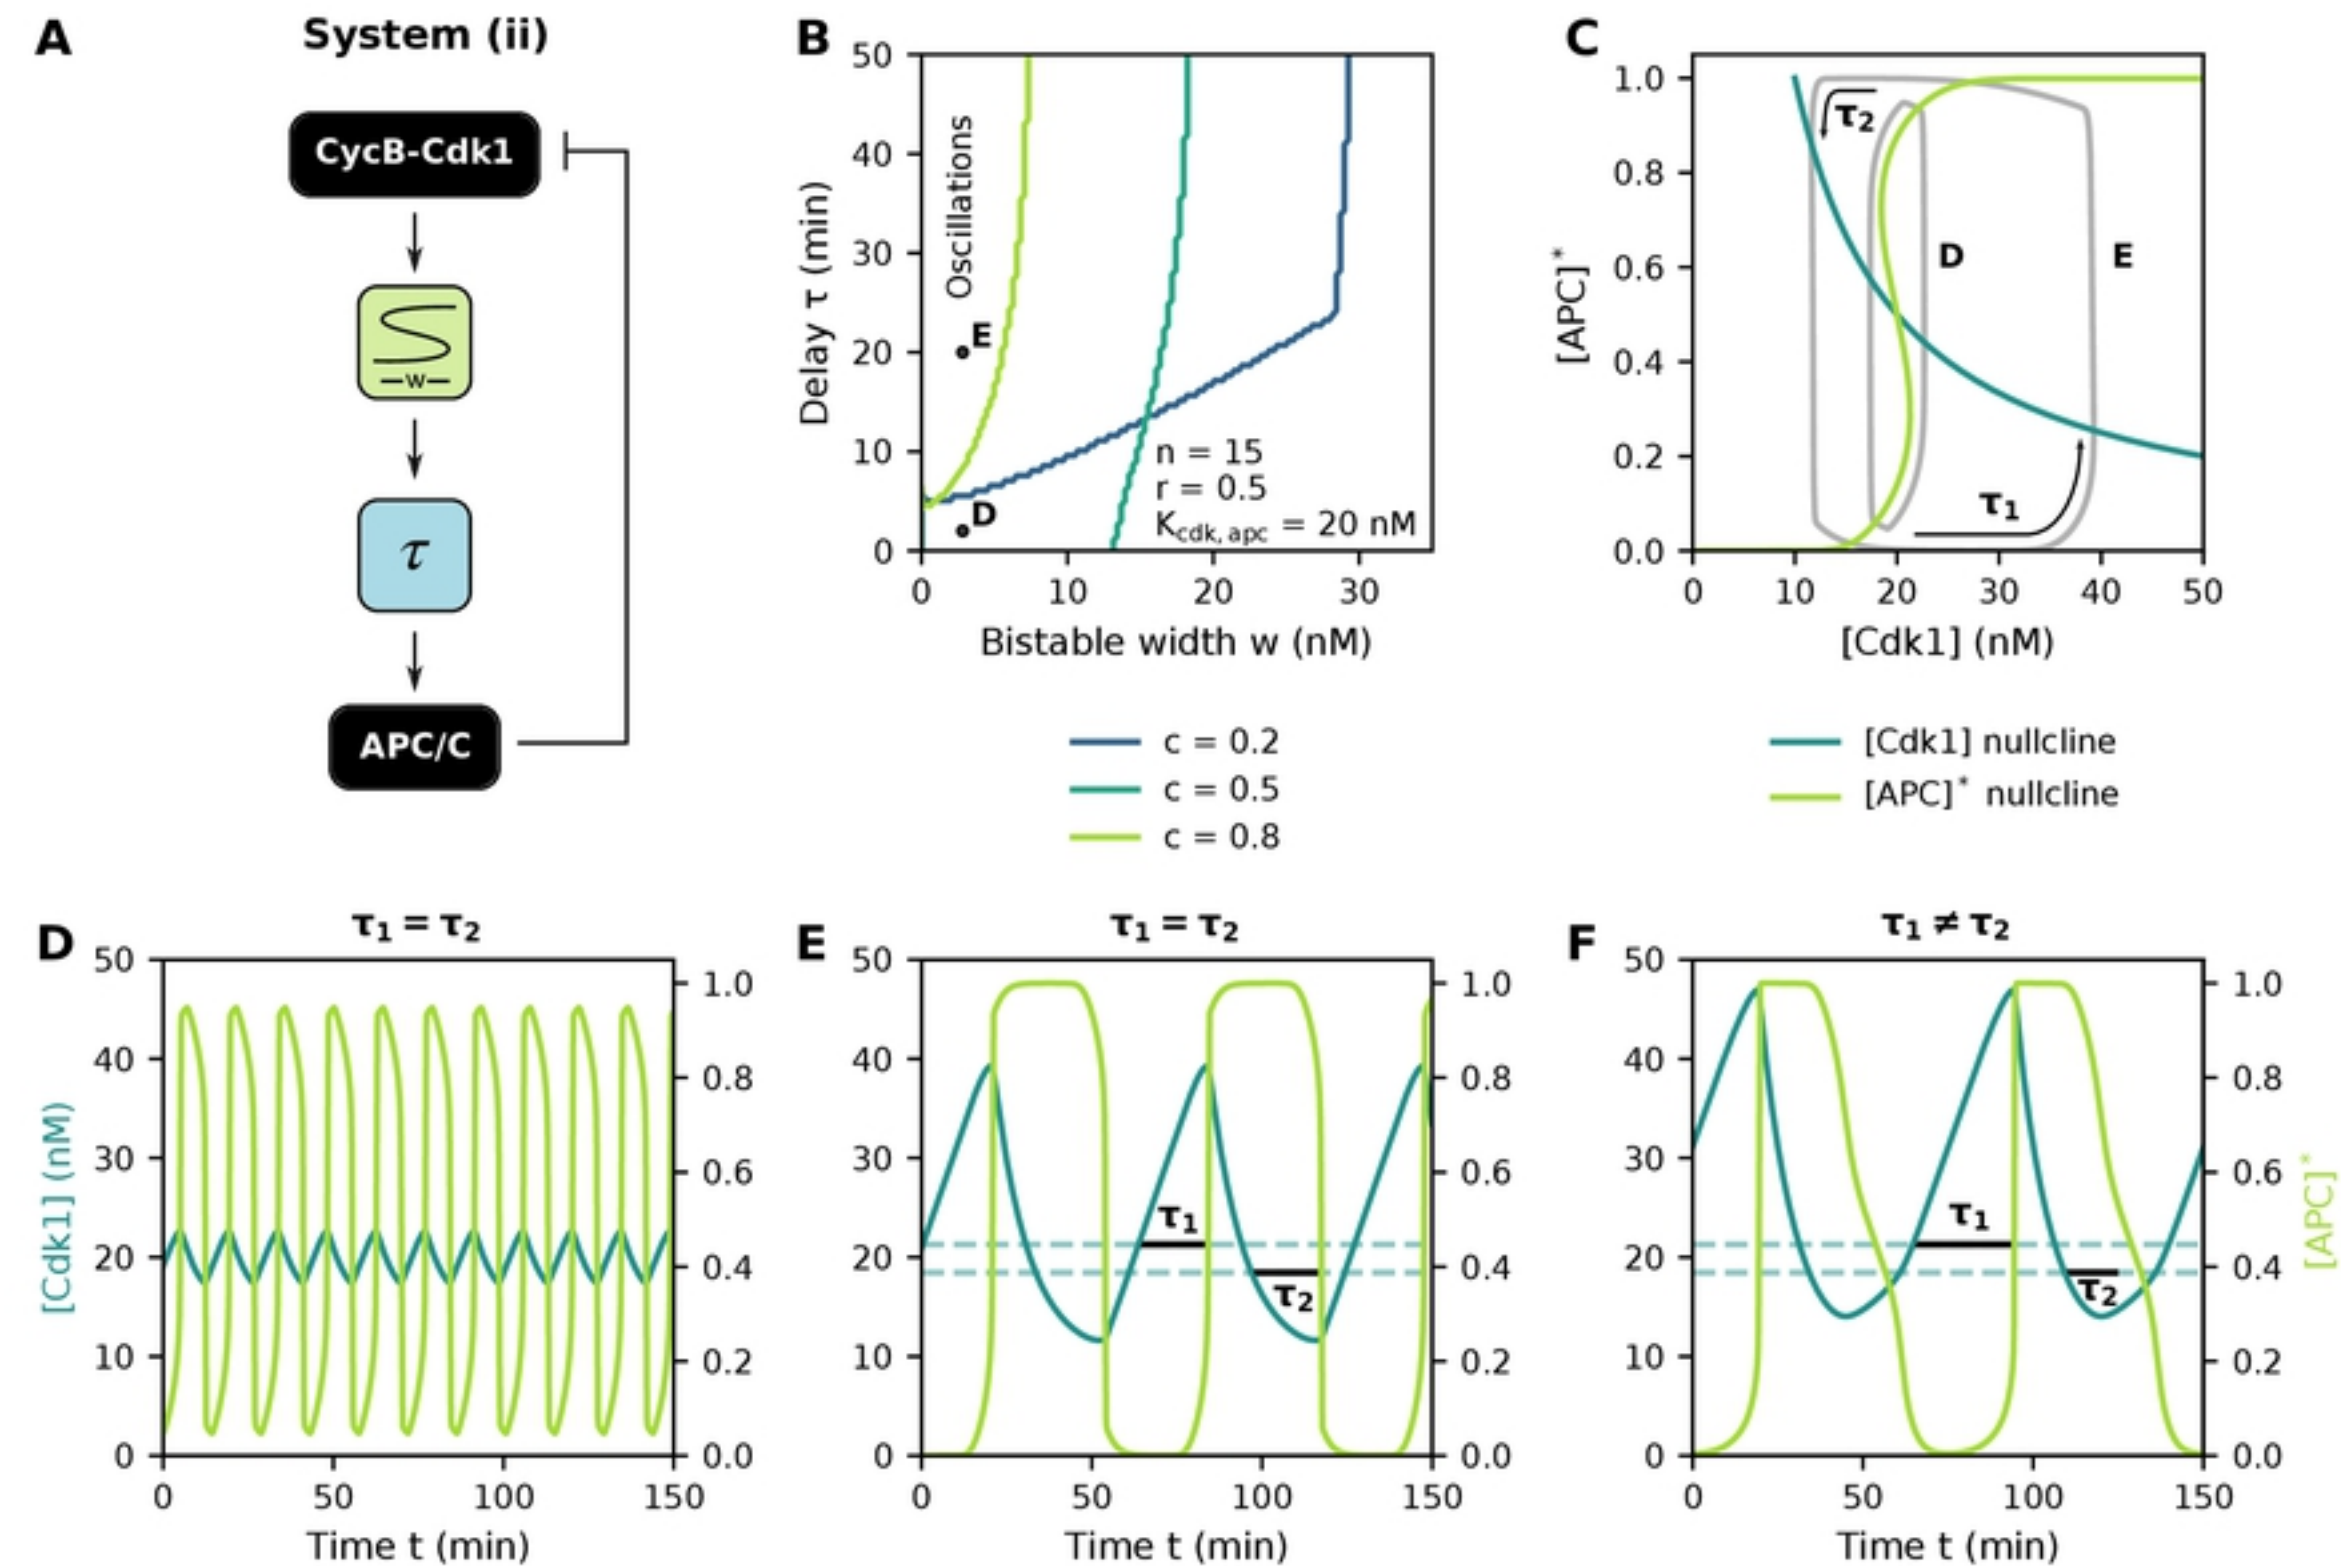 A
System (ii)
CycB-Cdk1
w
τ
APC/C
B
50
40
30
20
10
0
Delay τ (min)
Oscillations
E
D
n = 15
r = 0.5
K_cdk, apc = 20 nM
0 10 20 30
Bistable width w (nM)
c = 0.2
c = 0.5
c = 0.8
C
1.0
0.8
0.6
0.4
0.2
0.0
[APC]*
τ₂
D
E
τ₁
0 10 20 30 40 50
[Cdk1] (nM)
[Cdk1] nullcline
[APC]* nullcline
D
τ₁ = τ₂
50
40
30
20
10
0
[Cdk1] (nM)
1.0
0.8
0.6
0.4
0.2
0.0
0 50 100 150
Time t (min)
E
τ₁ = τ₂
50
40
30
20
10
0
τ₁
τ₂
1.0
0.8
0.6
0.4
0.2
0.0
0 50 100 150
Time t (min)
F
τ₁ ≠ τ₂
50
40
30
20
10
0
τ₁
τ₂
1.0
0.8
0.6
0.4
0.2
0.0
[APC]*
0 50 100 150
Time t (min)